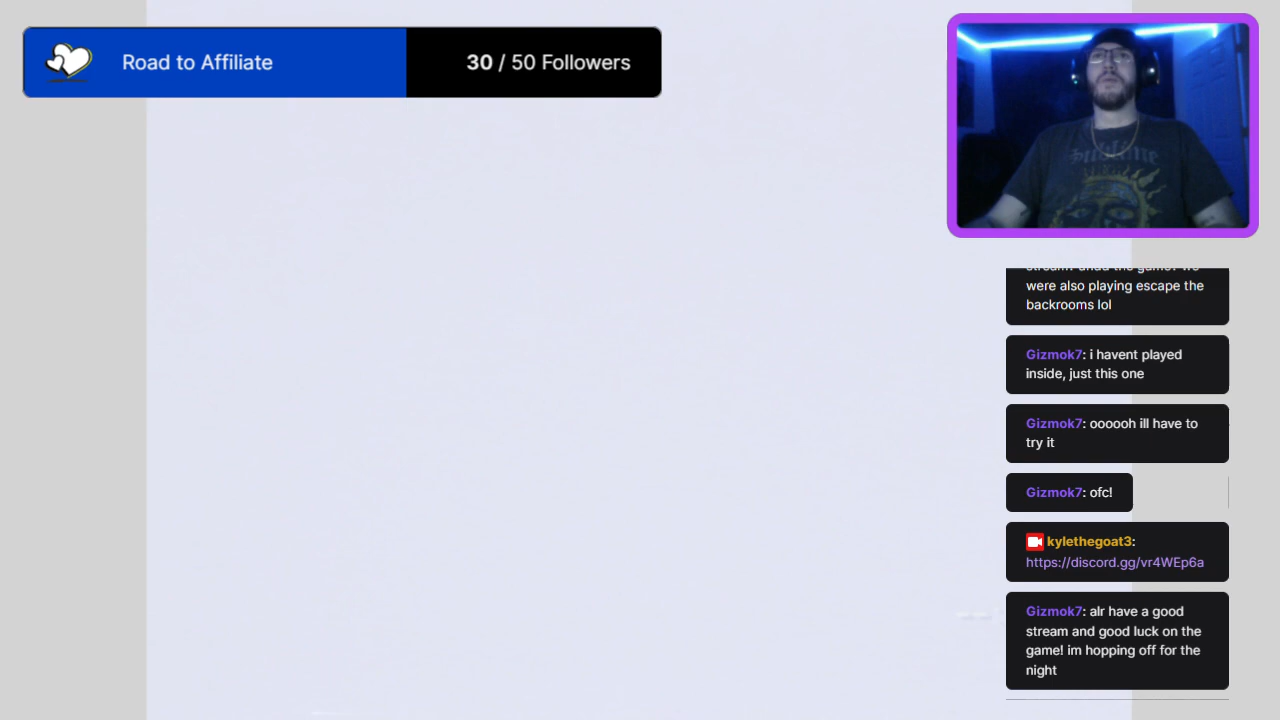 Road to Affiliate
30 / 50 Followers
sublime
were also playing escape the
backrooms lol
Gizmok7: i havent played
inside, just this one
Gizmok7: oooooh ill have to
try it
Gizmok7: ofc!
kylethegoat3:
https://discord.gg/vr4WEp6a
Gizmok7: alr have a good
stream and good luck on the
game! im hopping off for the
night